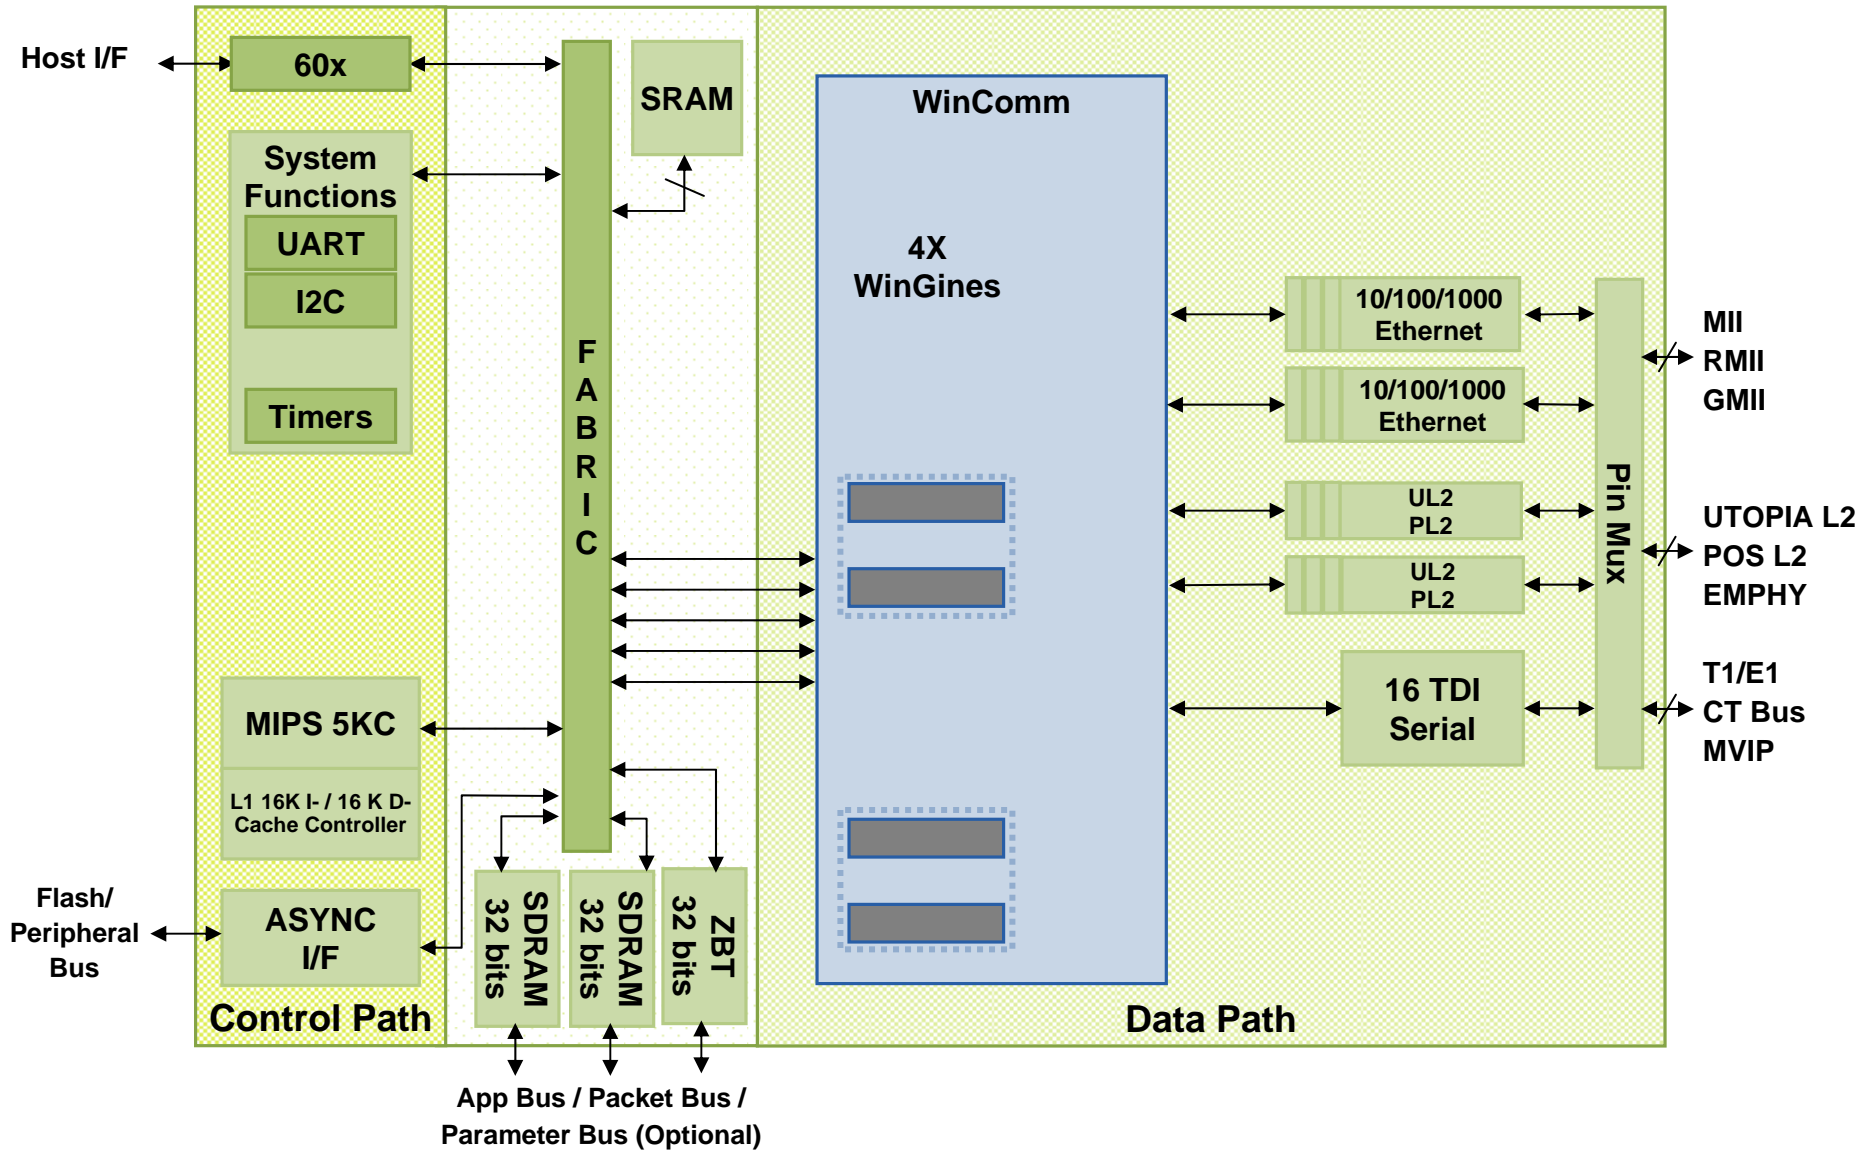 Host I/F
60x
System
Functions
UART
I2C
Timers
MIPS 5KC
L1 16K I- / 16 K D-
Cache Controller
Flash/
Peripheral
Bus
ASYNC
I/F
Control Path
F
A
B
R
I
C
SRAM
SDRAM
32 bits
SDRAM
32 bits
ZBT
32 bits
App Bus / Packet Bus /
Parameter Bus (Optional)
WinComm
4X
WinGines
10/100/1000
Ethernet
10/100/1000
Ethernet
UL2
PL2
UL2
PL2
16 TDI
Serial
Pin Mux
Data Path
MII
RMII
GMII
UTOPIA L2
POS L2
EMPHY
T1/E1
CT Bus
MVIP